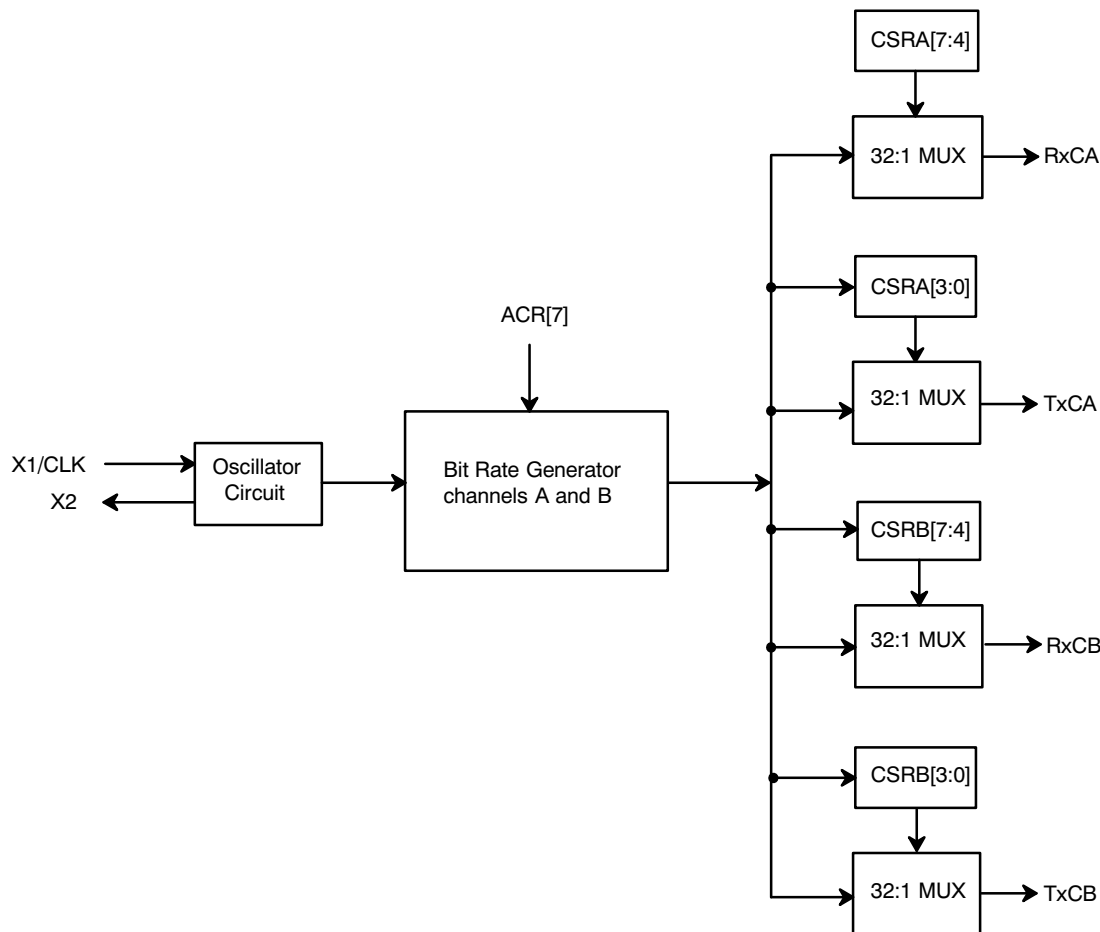 CSRA[7:4]
32:1 MUX
RxCA
CSRA[3:0]
ACR[7]
32:1 MUX
TxCA
X1/CLK
X2
Oscillator
Circuit
Bit Rate Generator
channels A and B
CSRB[7:4]
32:1 MUX
RxCB
CSRB[3:0]
32:1 MUX
TxCB